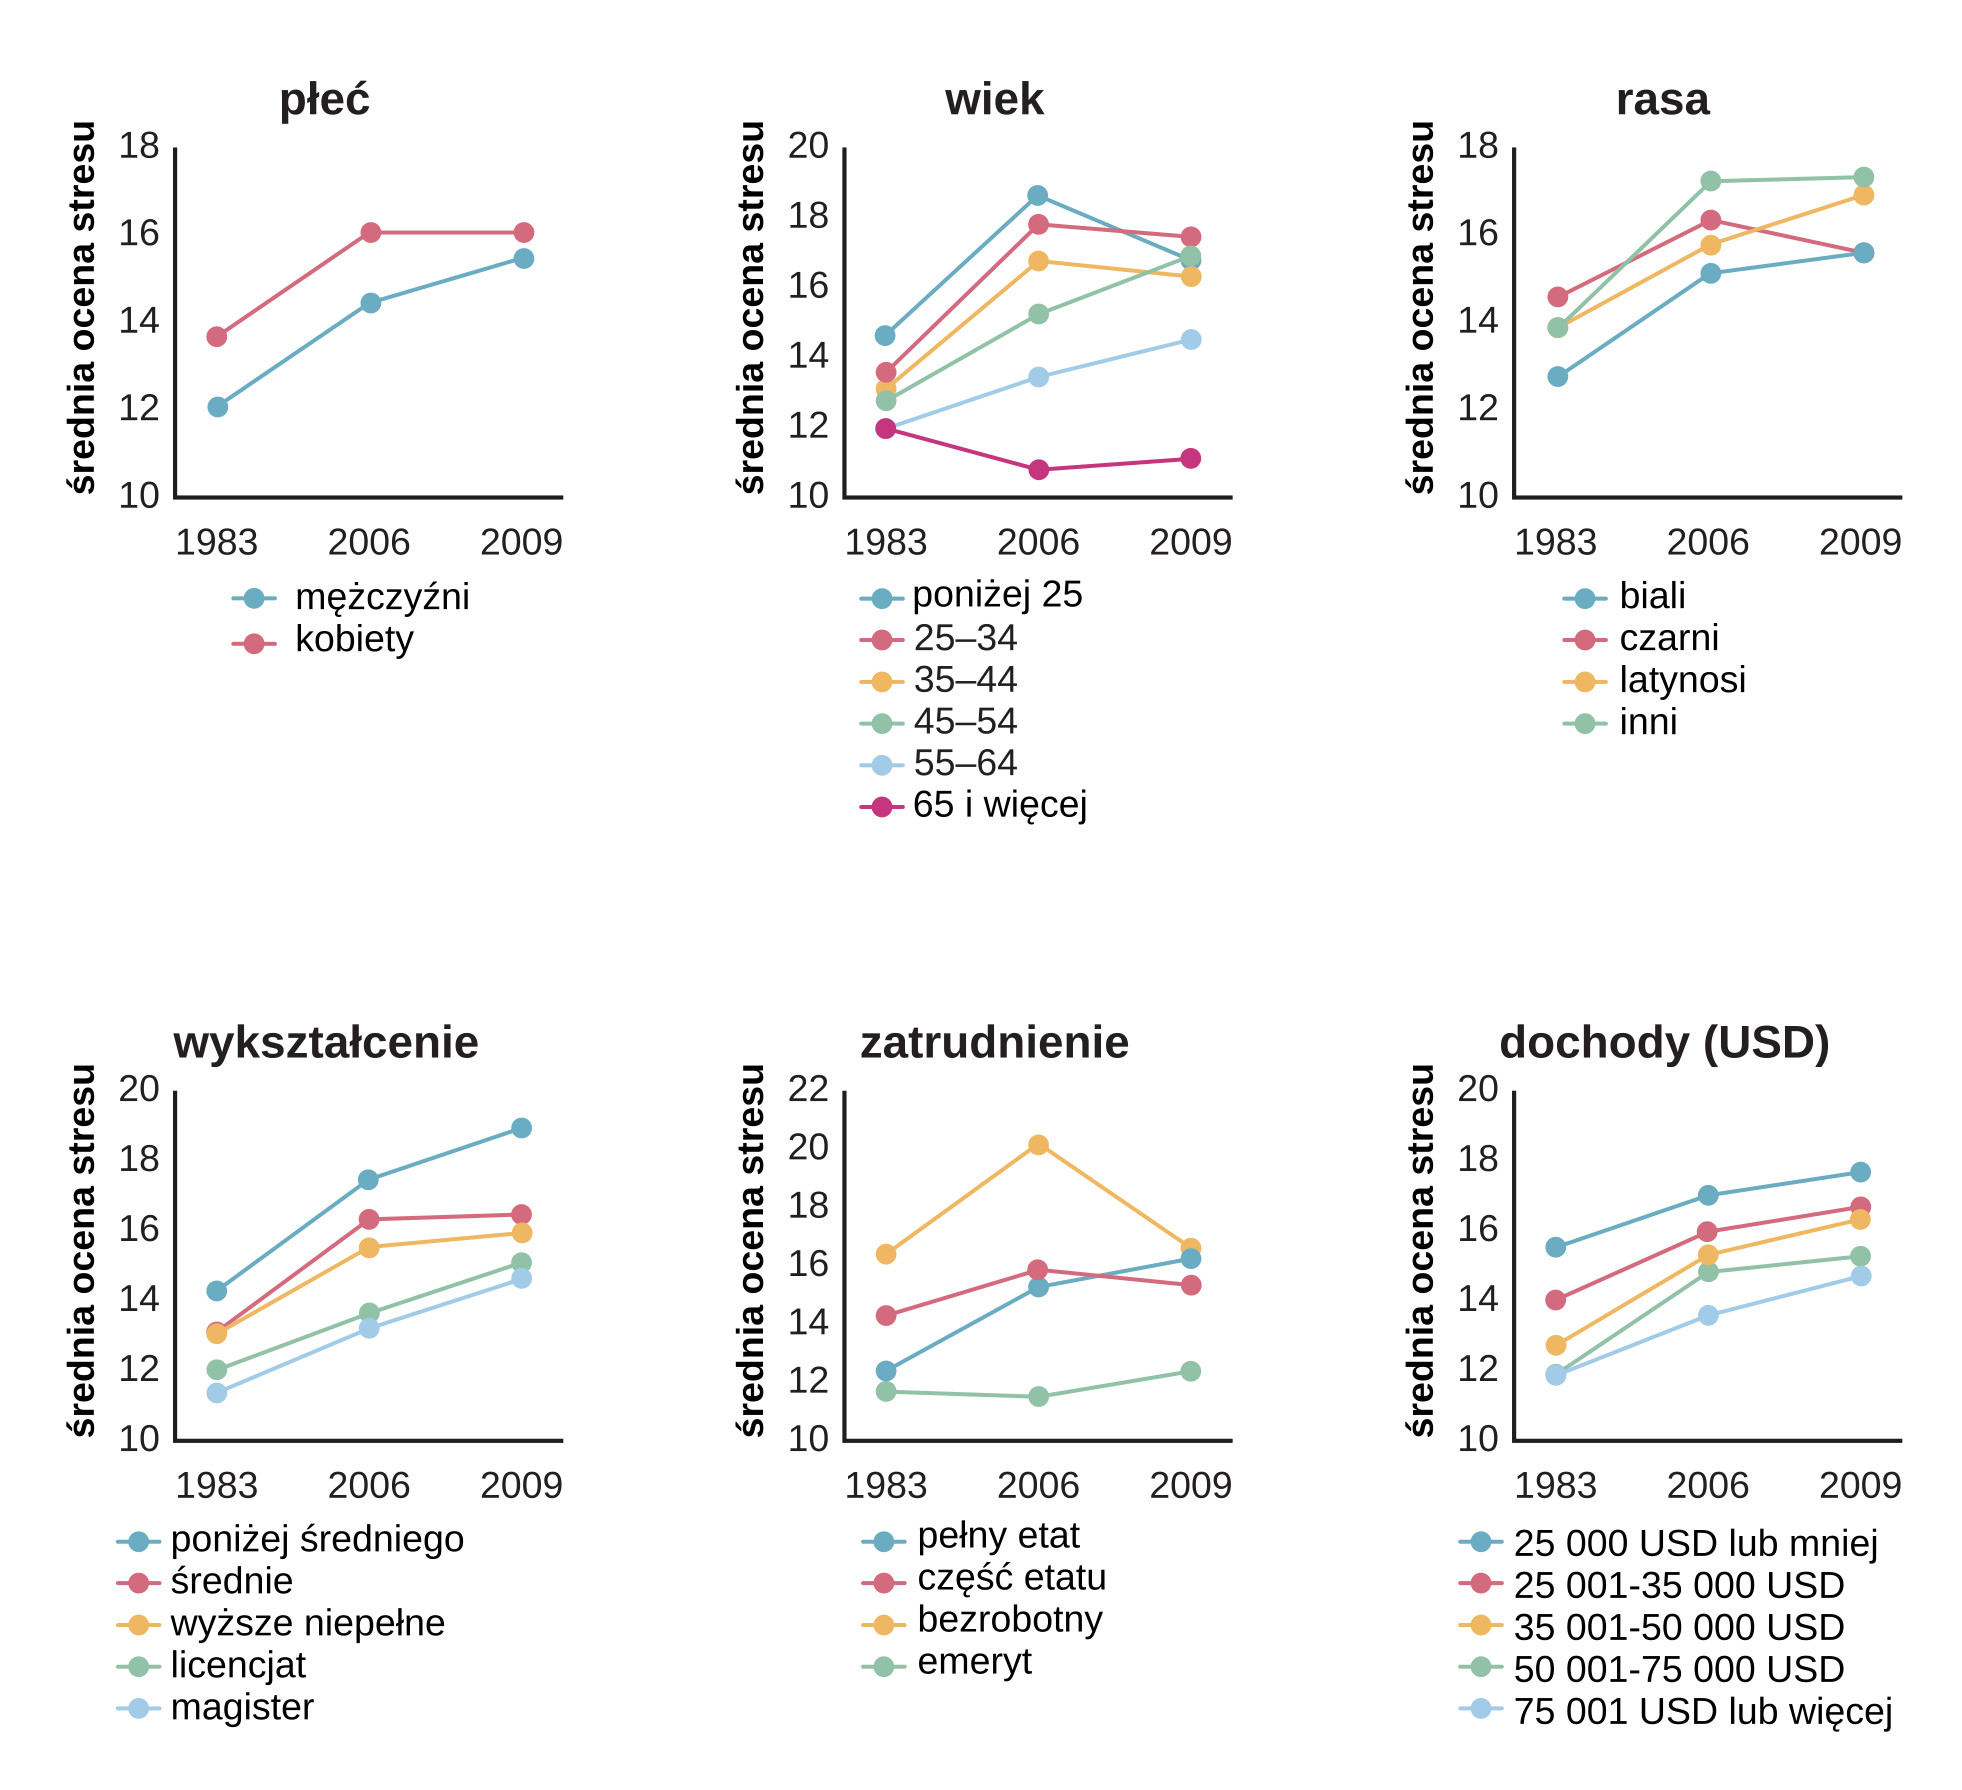 płeć
średnia ocena stresu
18
16
14
12
10
1983 2006 2009
mężczyźni
kobiety
wiek
średnia ocena stresu
20
18
16
14
12
10
1983 2006 2009
poniżej 25
25–34
35–44
45–54
55–64
65 i więcej
rasa
średnia ocena stresu
18
16
14
12
10
1983 2006 2009
biali
czarni
latynosi
inni
wykształcenie
średnia ocena stresu
20
18
16
14
12
10
1983 2006 2009
poniżej średniego
średnie
wyższe niepełne
licencjat
magister
zatrudnienie
średnia ocena stresu
22
20
18
16
14
12
10
1983 2006 2009
pełny etat
część etatu
bezrobotny
emeryt
dochody (USD)
średnia ocena stresu
20
18
16
14
12
10
1983 2006 2009
25 000 USD lub mniej
25 001-35 000 USD
35 001-50 000 USD
50 001-75 000 USD
75 001 USD lub więcej